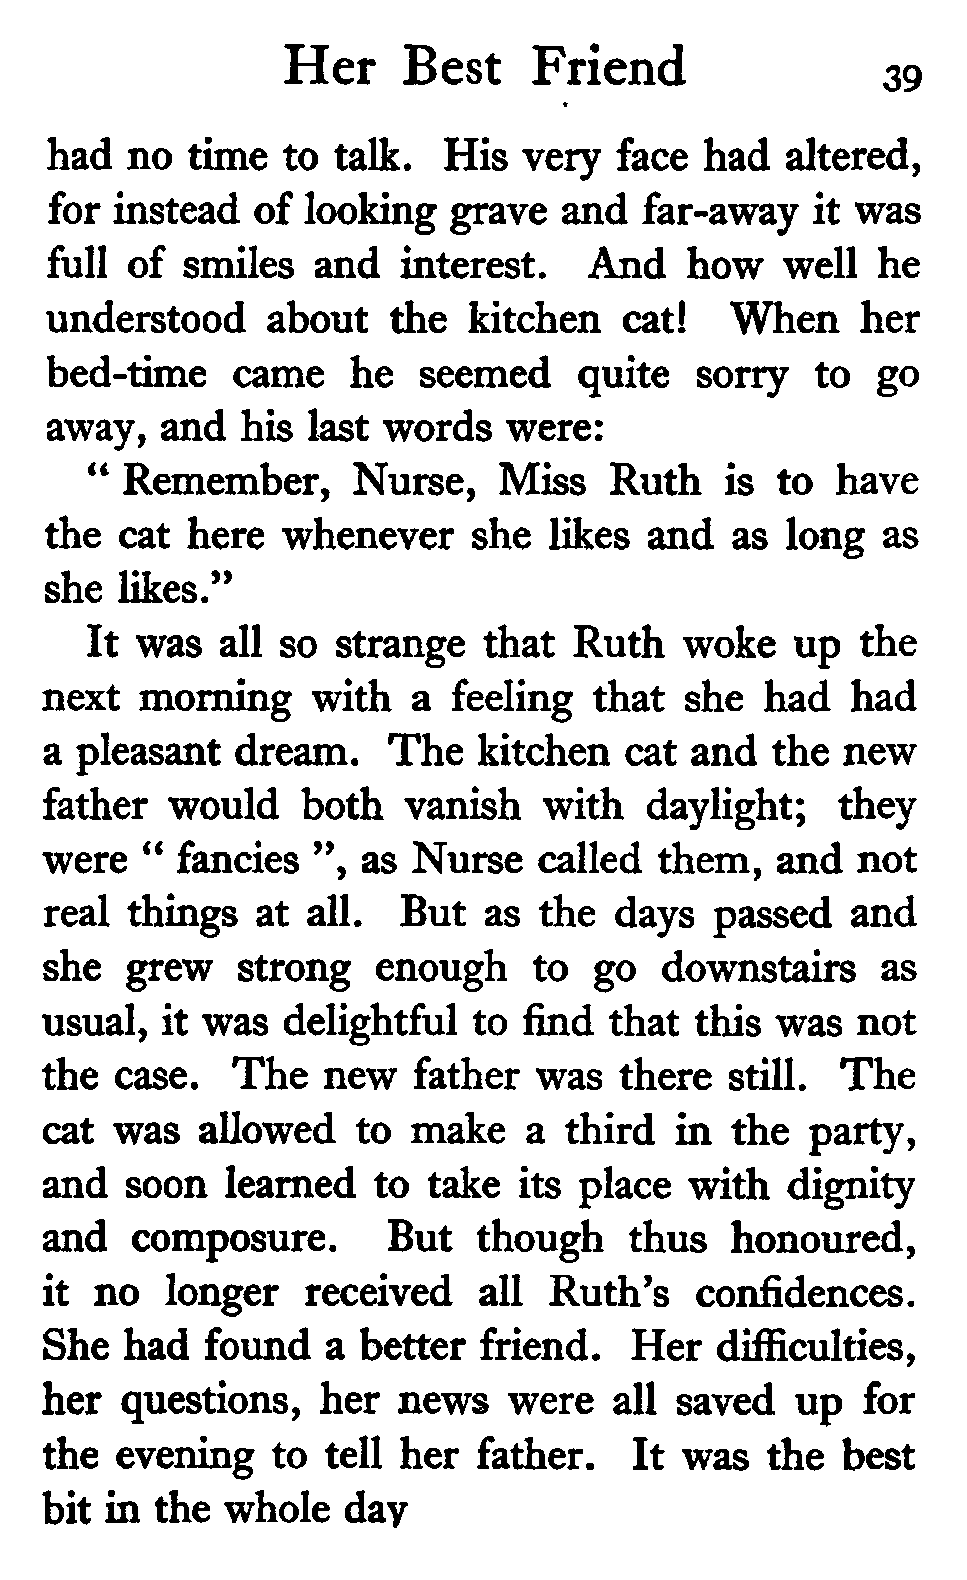 Her Best Friend 39
had no time to talk. His very face had altered,
for instead of looking grave and far-away it was
full of smiles and interest. And how well he
understood about the kitchen cat! When her
bed-time came he seemed quite sorry to go
away, and his last words were:
“ Remember, Nurse, Miss Ruth is to have
the cat here whenever she likes and as long as
she likes.”
It was all so strange that Ruth woke up the
next morning with a feeling that she had had
a pleasant dream. The kitchen cat and the new
father would both vanish with daylight; they
were “ fancies ”, as Nurse called them, and not
real things at all. But as the days passed and
she grew strong enough to go downstairs as
usual, it was delightful to find that this was not
the case. The new father was there still. The
cat was allowed to make a third in the party,
and soon learned to take its place with dignity
and composure. But though thus honoured,
it no longer received all Ruth’s confidences.
She had found a better friend. Her difficulties,
her questions, her news were all saved up for
the evening to tell her father. It was the best
bit in the whole day